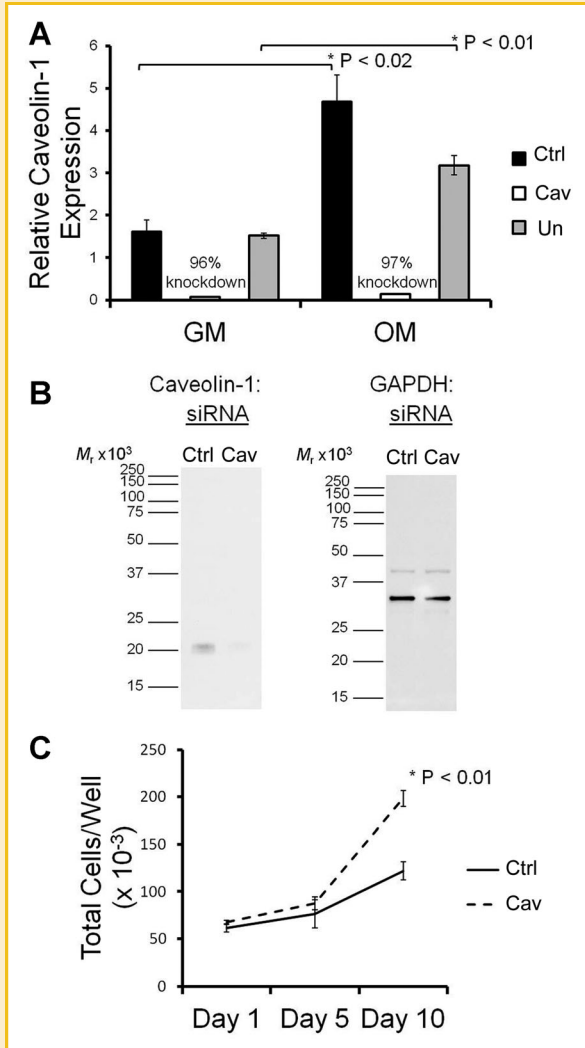 A
Relative Caveolin-1
Expression
6
5
4
3
2
1
0
* P < 0.02
* P < 0.01
96%
knockdown
97%
knockdown
GM
OM
Ctrl
Cav
Un
B
Caveolin-1:
siRNA
Mr x10³
Ctrl Cav
250
150
100
75
50
37
25
20
15
GAPDH:
siRNA
Mr x10³
Ctrl Cav
250
150
100
75
50
37
25
20
15
C
Total Cells/Well
(x 10⁻³)
250
200
150
100
50
0
* P < 0.01
Ctrl
Cav
Day 1 Day 5 Day 10